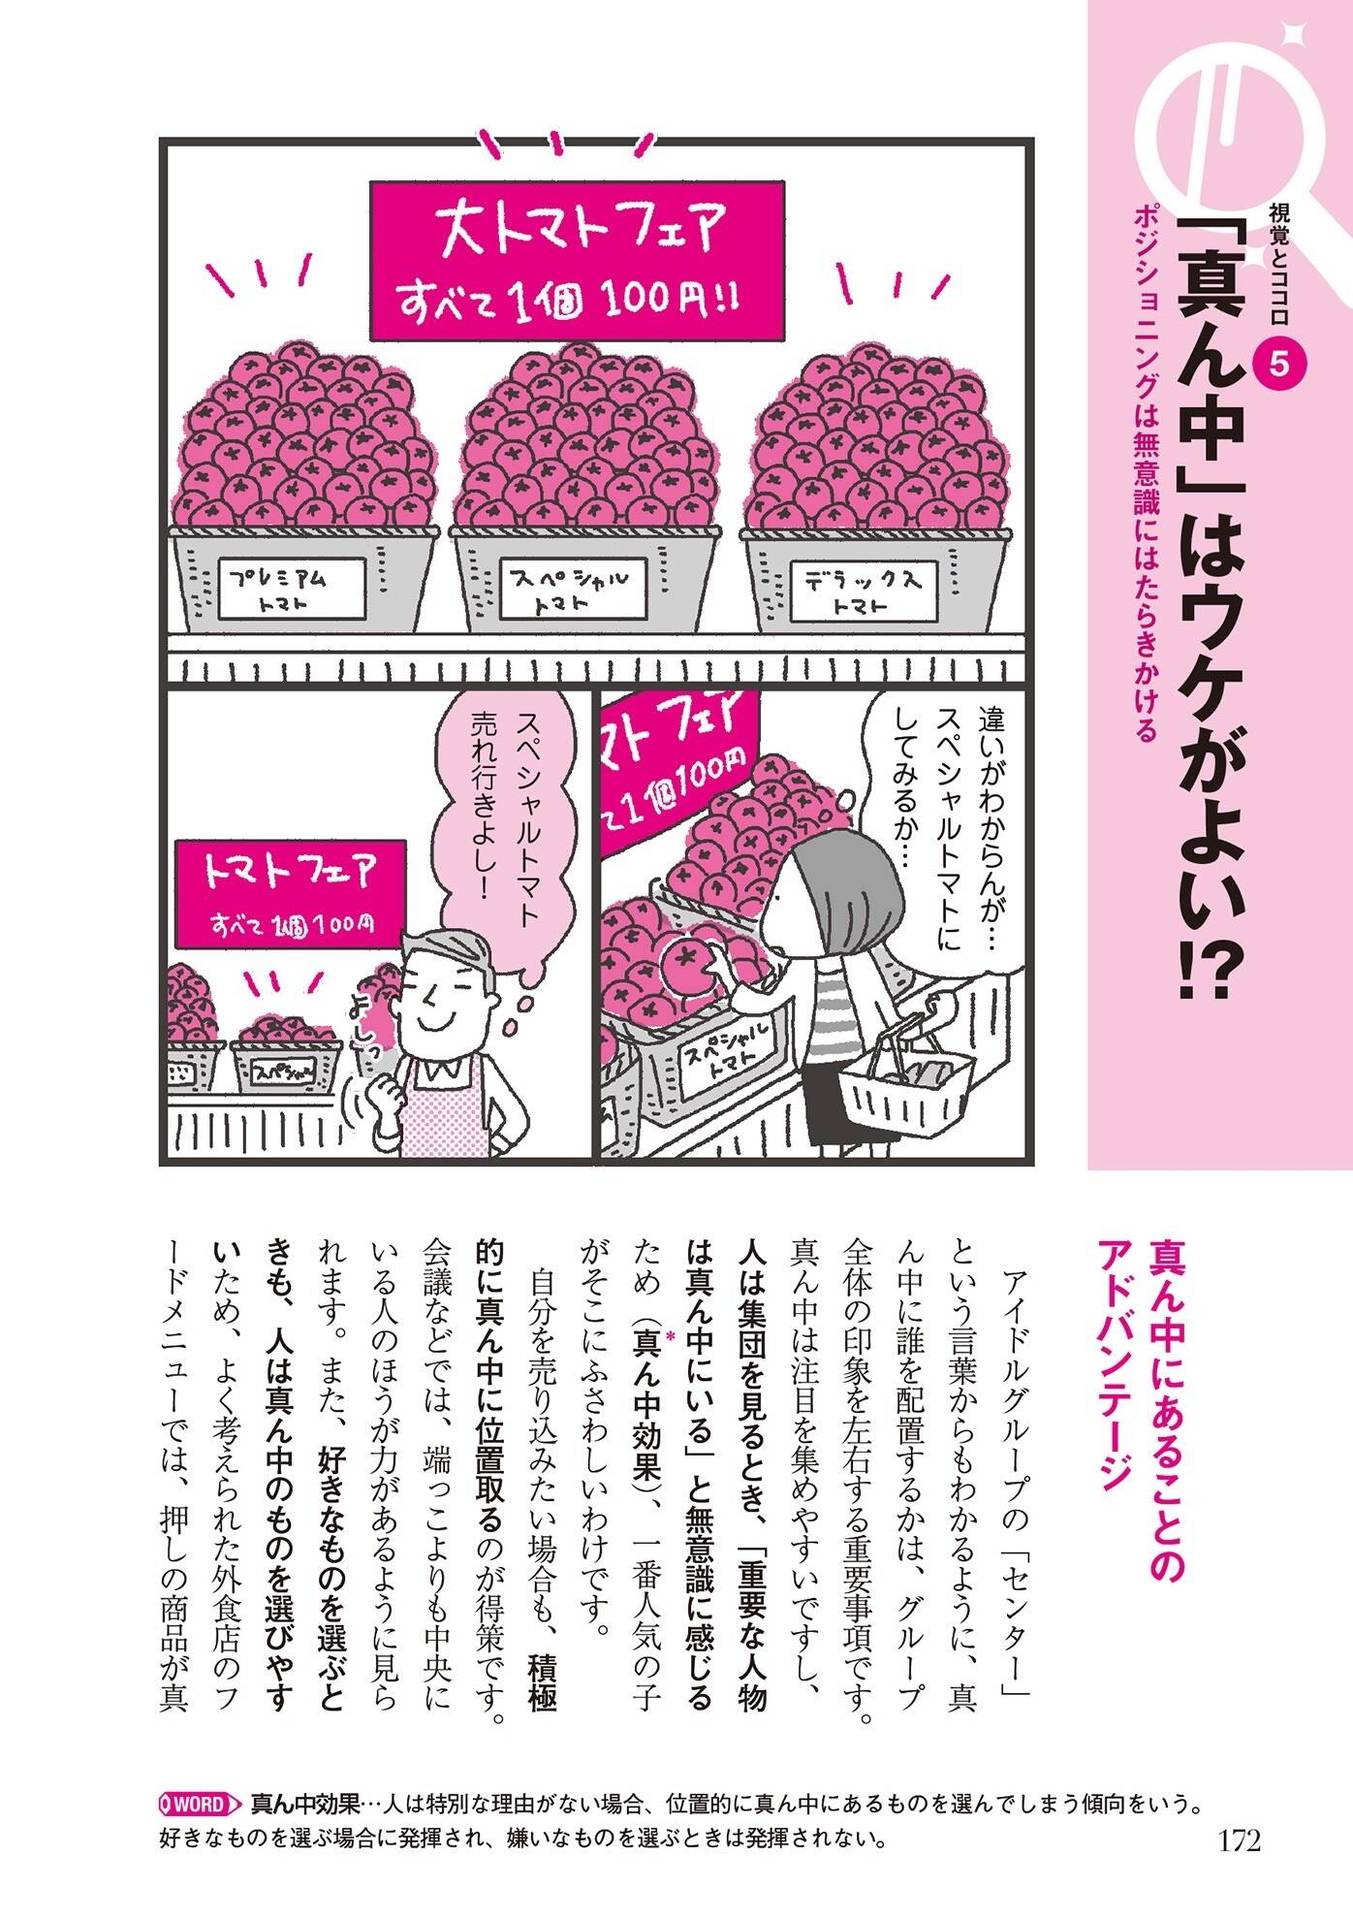 視覚とココロ 5
「真ん中」はウケがよい!?
ポジショニングは無意識にはたらきかける
大トマトフェア
すべて1個100円!!
プレミアム
トマト
スペシャル
トマト
デラックス
トマト
違いがわからんが…
スペシャルトマトに
してみるか…
マト フェア
て1個100円
スペシャル
トマト
スペシャルトマト
売れ行きよし!
トマトフェア
すべて1個100円
よしっ
スペシャル
真ん中にあることの
アドバンテージ
アイドルグループの「センター」
という言葉からもわかるように、真
ん中に誰を配置するかは、グループ
全体の印象を左右する重要事項です。
真ん中は注目を集めやすいですし、
人は集団を見るとき、「重要な人物
は真ん中にいる」と無意識に感じる
ため(真ん中効果*)、一番人気の子
がそこにふさわしいわけです。
自分を売り込みたい場合も、積極
的に真ん中に位置取るのが得策です。
会議などでは、端っこよりも中央に
いる人のほうが力があるように見ら
れます。また、好きなものを選ぶと
きも、人は真ん中のものを選びやす
いため、よく考えられた外食店のフ
ードメニューでは、押しの商品が真
WORD 真ん中効果…人は特別な理由がない場合、位置的に真ん中にあるものを選んでしまう傾向をいう。
好きなものを選ぶ場合に発揮され、嫌いなものを選ぶときは発揮されない。
172